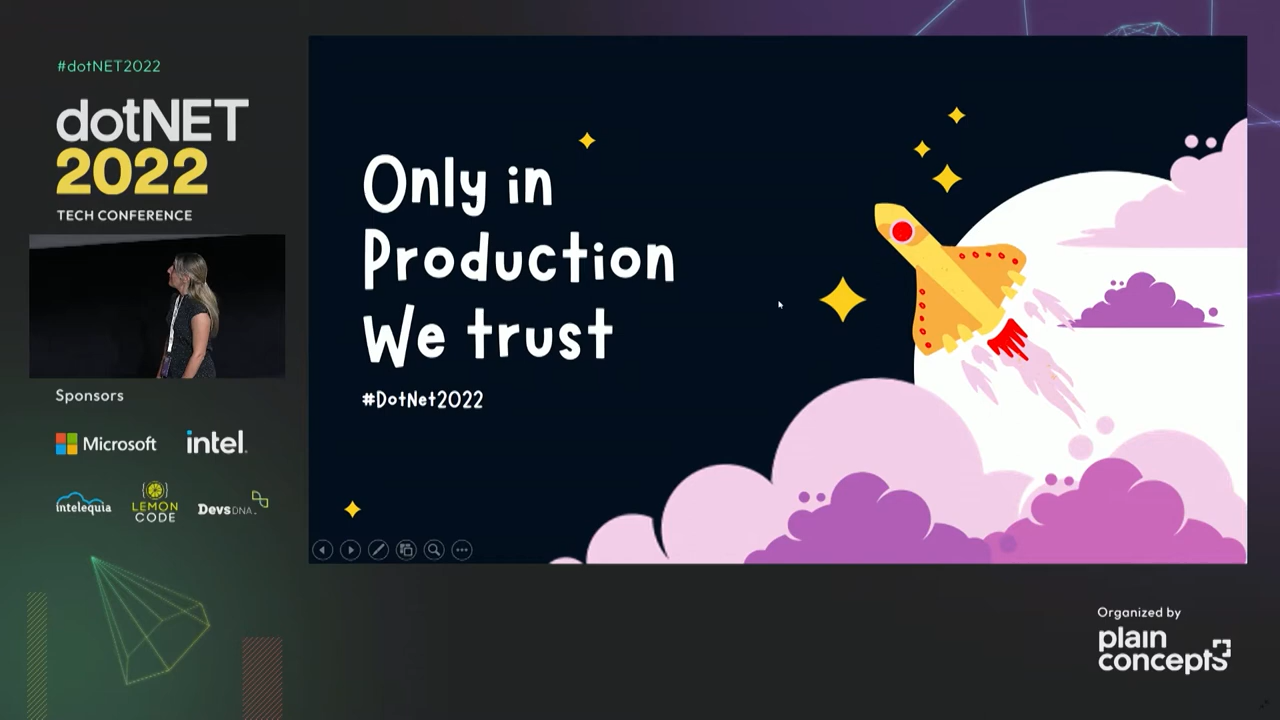 #dotNET2022
dotNET
2022
TECH CONFERENCE
Sponsors
Microsoft
intel.
intelequia
LEMON
CODE
DevsDNA
Only in
Production
We trust
#DotNet2022
Organized by
plain
concepts